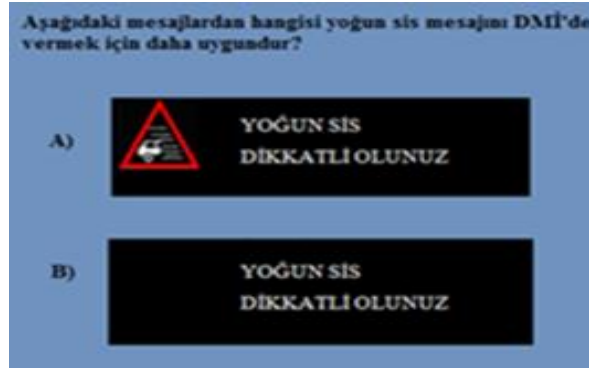 Aşağıdaki mesajlardan hangisi yoğun sis mesajını DMİ'de
vermek için daha uygundur?
A)
YOĞUN SİS
DİKKATLİ OLUNUZ
B)
YOĞUN SİS
DİKKATLİ OLUNUZ